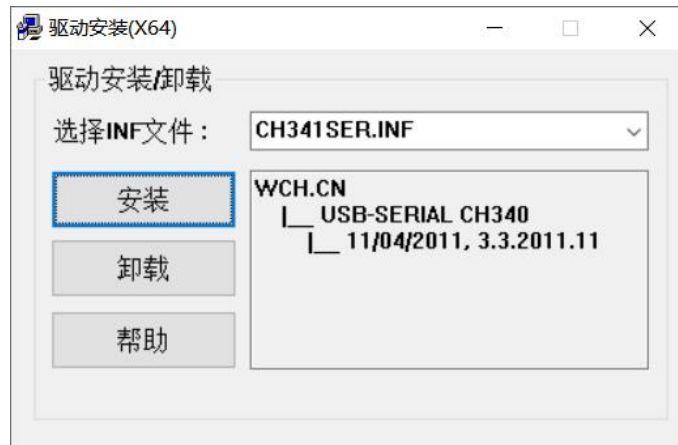 驱动安装(X64)
驱动安装/卸载
选择INF文件：
CH341SER.INF
安装
卸载
帮助
WCH.CN
|__ USB-SERIAL CH340
|__ 11/04/2011, 3.3.2011.11